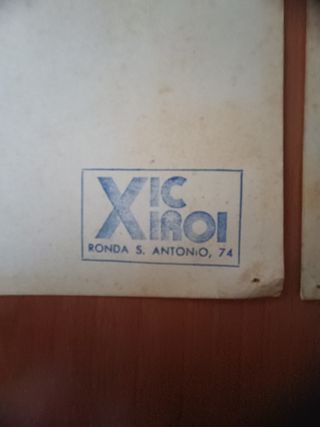 XIC
XIROI
RONDA S. ANTONIO, 74